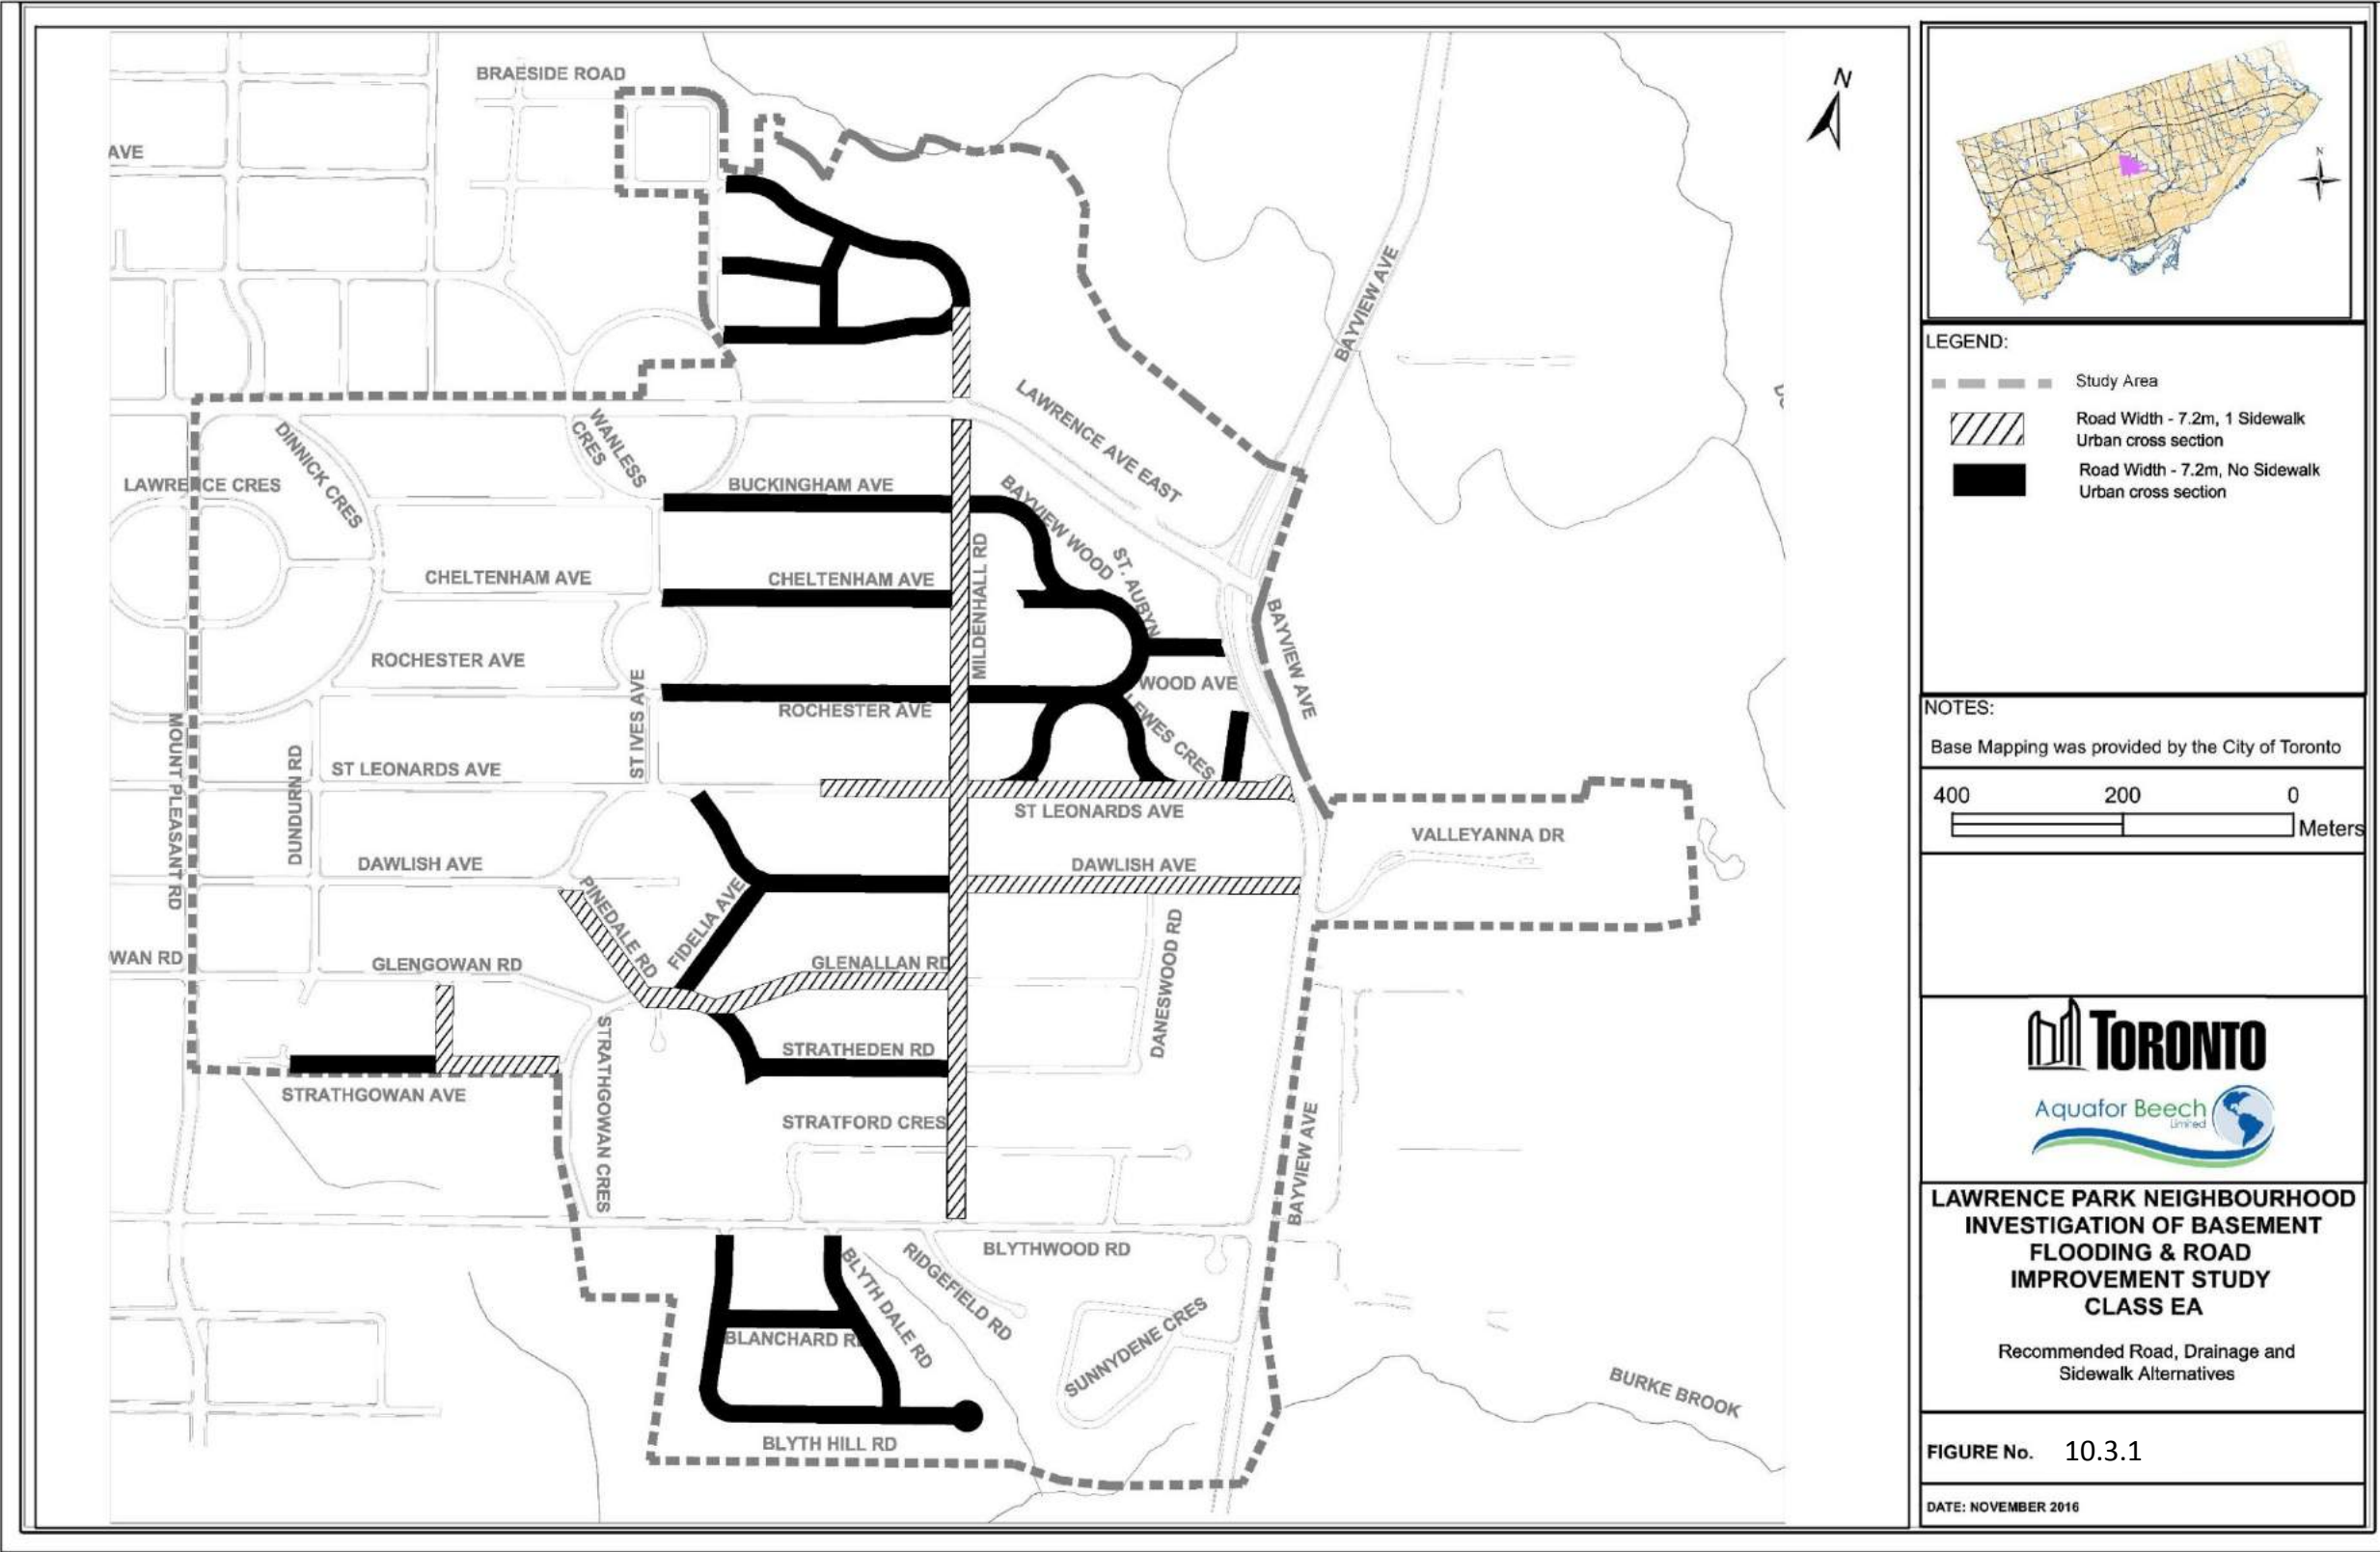 BRAESIDE ROAD
N
AVE
BAYVIEW AVE
LAWRENCE AVE EAST
DINNICK CRES
WANLESS
CRES
LAWRENCE CRES
BUCKINGHAM AVE
BAYVIEW WOOD
ST. AUBYN
CHELTENHAM AVE
CHELTENHAM AVE
MILDENHALL RD
BAYVIEW AVE
ROCHESTER AVE
WOOD AVE
ROCHESTER AVE
LEWES CRES
MOUNT PLEASANT RD
ST IVES AVE
DUNDURN RD
ST LEONARDS AVE
ST LEONARDS AVE
VALLEYANNA DR
DAWLISH AVE
DAWLISH AVE
PINEDALE RD
FIDELIA AVE
DANESWOOD RD
WAN RD
GLENGOWAN RD
GLENALLAN RD
STRATHEDEN RD
STRATHGOWAN AVE
STRATHGOWAN CRES
STRATFORD CRES
BAYVIEW AVE
BLYTHWOOD RD
BLYTH DALE RD
RIDGEFIELD RD
BLANCHARD R
SUNNYDENE CRES
BURKE BROOK
BLYTH HILL RD
N
LEGEND:
Study Area
Road Width - 7.2m, 1 Sidewalk
Urban cross section
Road Width - 7.2m, No Sidewalk
Urban cross section
NOTES:
Base Mapping was provided by the City of Toronto
400 200 0
Meters
TORONTO
Aquafor Beech
Limited
LAWRENCE PARK NEIGHBOURHOOD
INVESTIGATION OF BASEMENT
FLOODING & ROAD
IMPROVEMENT STUDY
CLASS EA
Recommended Road, Drainage and
Sidewalk Alternatives
FIGURE No. 10.3.1
DATE: NOVEMBER 2016